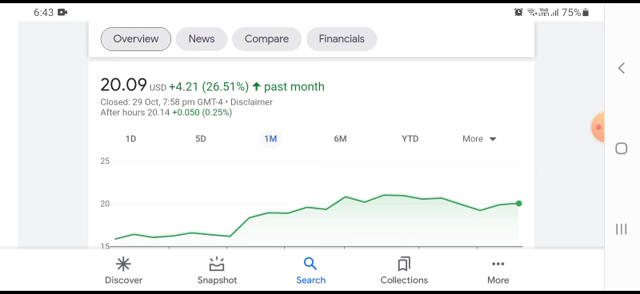 6:43 75%
Overview News Compare Financials
20.09 USD +4.21 (26.51%) past month
Closed: 29 Oct, 7:58 pm GMT-4 • Disclaimer
After hours 20.14 +0.050 (0.25%)
1D 5D 1M 6M YTD More
25
20
15
Discover Snapshot Search Collections More